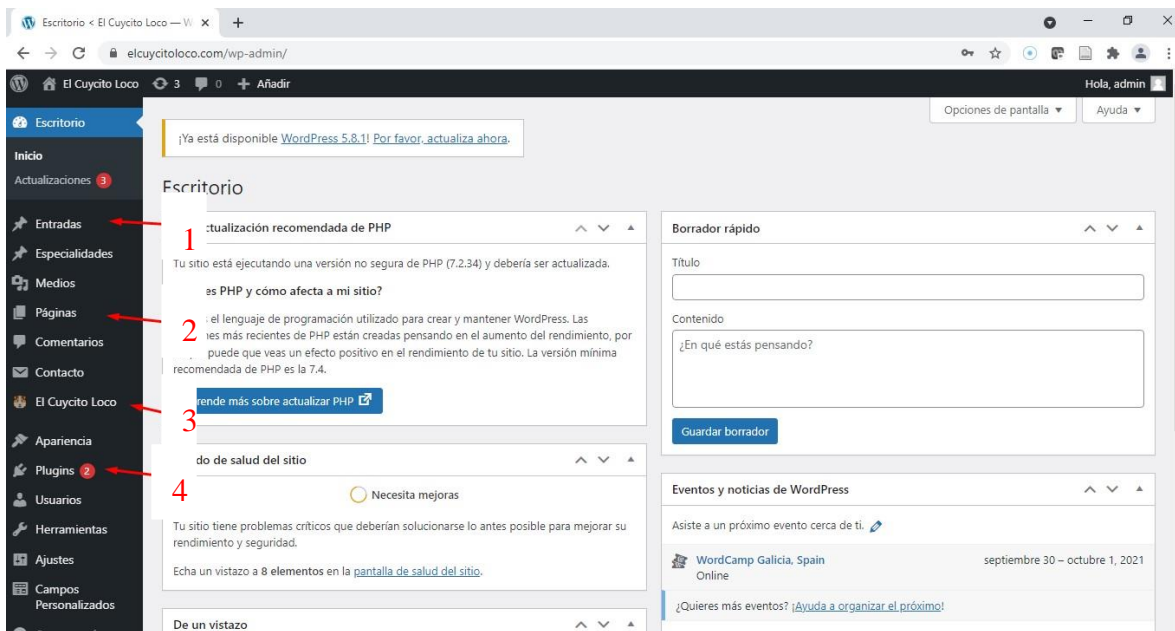 Escritorio < El Cuycito Loco — W
elcuycitoloco.com/wp-admin/
El Cuycito Loco 3 0 + Añadir
Hola, admin
Escritorio
Inicio
Actualizaciones 3
Entradas
Especialidades
Medios
Páginas
Comentarios
Contacto
El Cuycito Loco
Apariencia
Plugins 2
Usuarios
Herramientas
Ajustes
Campos
Personalizados
1
2
3
4
Opciones de pantalla
Ayuda
¡Ya está disponible WordPress 5.8.1! Por favor, actualiza ahora.
Escritorio
recomendada de PHP
Tu sitio está ejecutando una versión no segura de PHP (7.2.34) y debería ser actualizada.
es PHP y cómo afecta a mi sitio?
el lenguaje de programación utilizado para crear y mantener WordPress. Las
más recientes de PHP están creadas pensando en el aumento del rendimiento, por
puede que veas un efecto positivo en el rendimiento de tu sitio. La versión mínima
recomendada de PHP es la 7.4.
más sobre actualizar PHP
de salud del sitio
Necesita mejoras
Tu sitio tiene problemas críticos que deberían solucionarse lo antes posible para mejorar su
rendimiento y seguridad.
Echa un vistazo a 8 elementos en la pantalla de salud del sitio.
De un vistazo
Borrador rápido
Título
Contenido
¿En qué estás pensando?
Guardar borrador
Eventos y noticias de WordPress
Asiste a un próximo evento cerca de ti.
WordCamp Galicia, Spain septiembre 30 – octubre 1, 2021
Online
¿Quieres más eventos? ¡Ayuda a organizar el próximo!